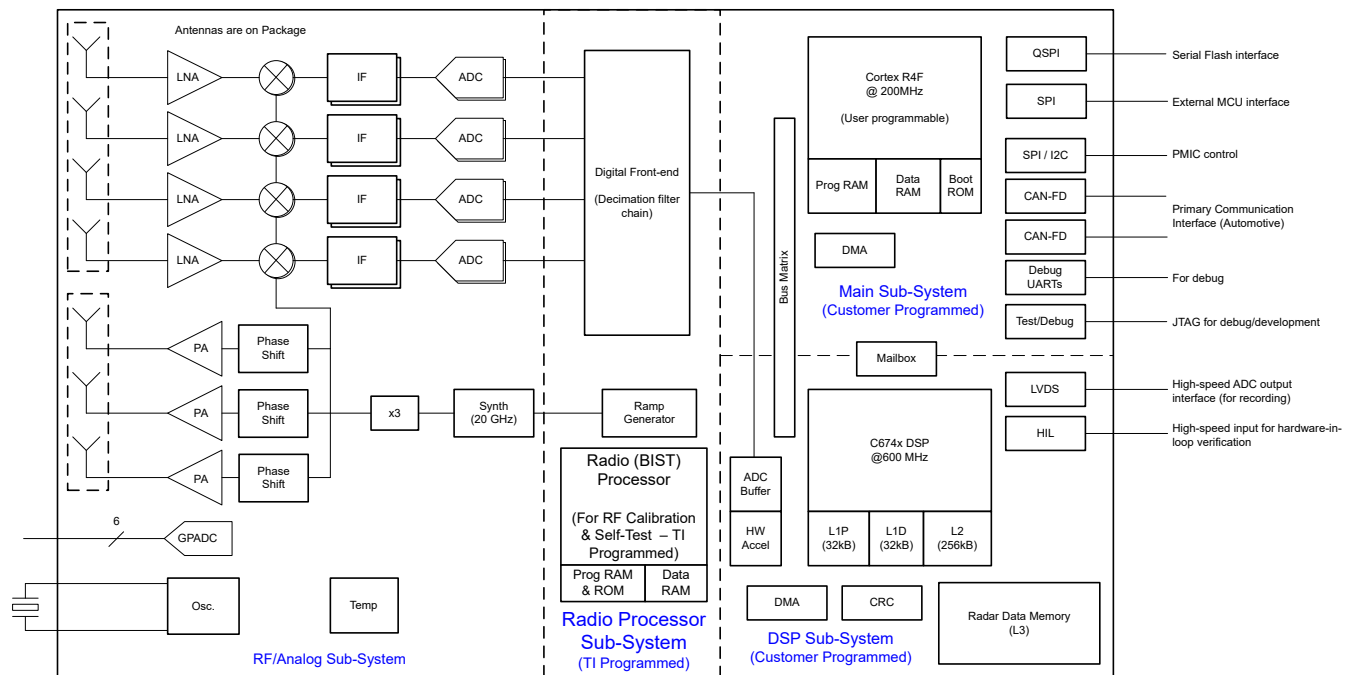 Antennas are on Package
LNA
IF
ADC
LNA
IF
ADC
LNA
IF
ADC
LNA
IF
ADC
PA
Phase
Shift
PA
Phase
Shift
PA
Phase
Shift
x3
Synth
(20 GHz)
6
GPADC
Osc.
Temp
RF/Analog Sub-System
Digital Front-end
(Decimation filter
chain)
Ramp
Generator
Radio (BIST)
Processor
(For RF Calibration
& Self-Test – TI
Programmed)
Prog RAM
& ROM
Data
RAM
Radio Processor
Sub-System
(TI Programmed)
Bus Matrix
Cortex R4F
@ 200MHz
(User programmable)
Prog RAM
Data
RAM
Boot
ROM
DMA
Main Sub-System
(Customer Programmed)
Mailbox
QSPI
Serial Flash interface
SPI
External MCU interface
SPI / I2C
PMIC control
CAN-FD
CAN-FD
Primary Communication
Interface (Automotive)
Debug
UARTs
For debug
Test/Debug
JTAG for debug/development
LVDS
High-speed ADC output
interface (for recording)
HIL
High-speed input for hardware-in-
loop verification
C674x DSP
@600 MHz
L1P
(32kB)
L1D
(32kB)
L2
(256kB)
ADC
Buffer
HW
Accel
DMA
CRC
Radar Data Memory
(L3)
DSP Sub-System
(Customer Programmed)